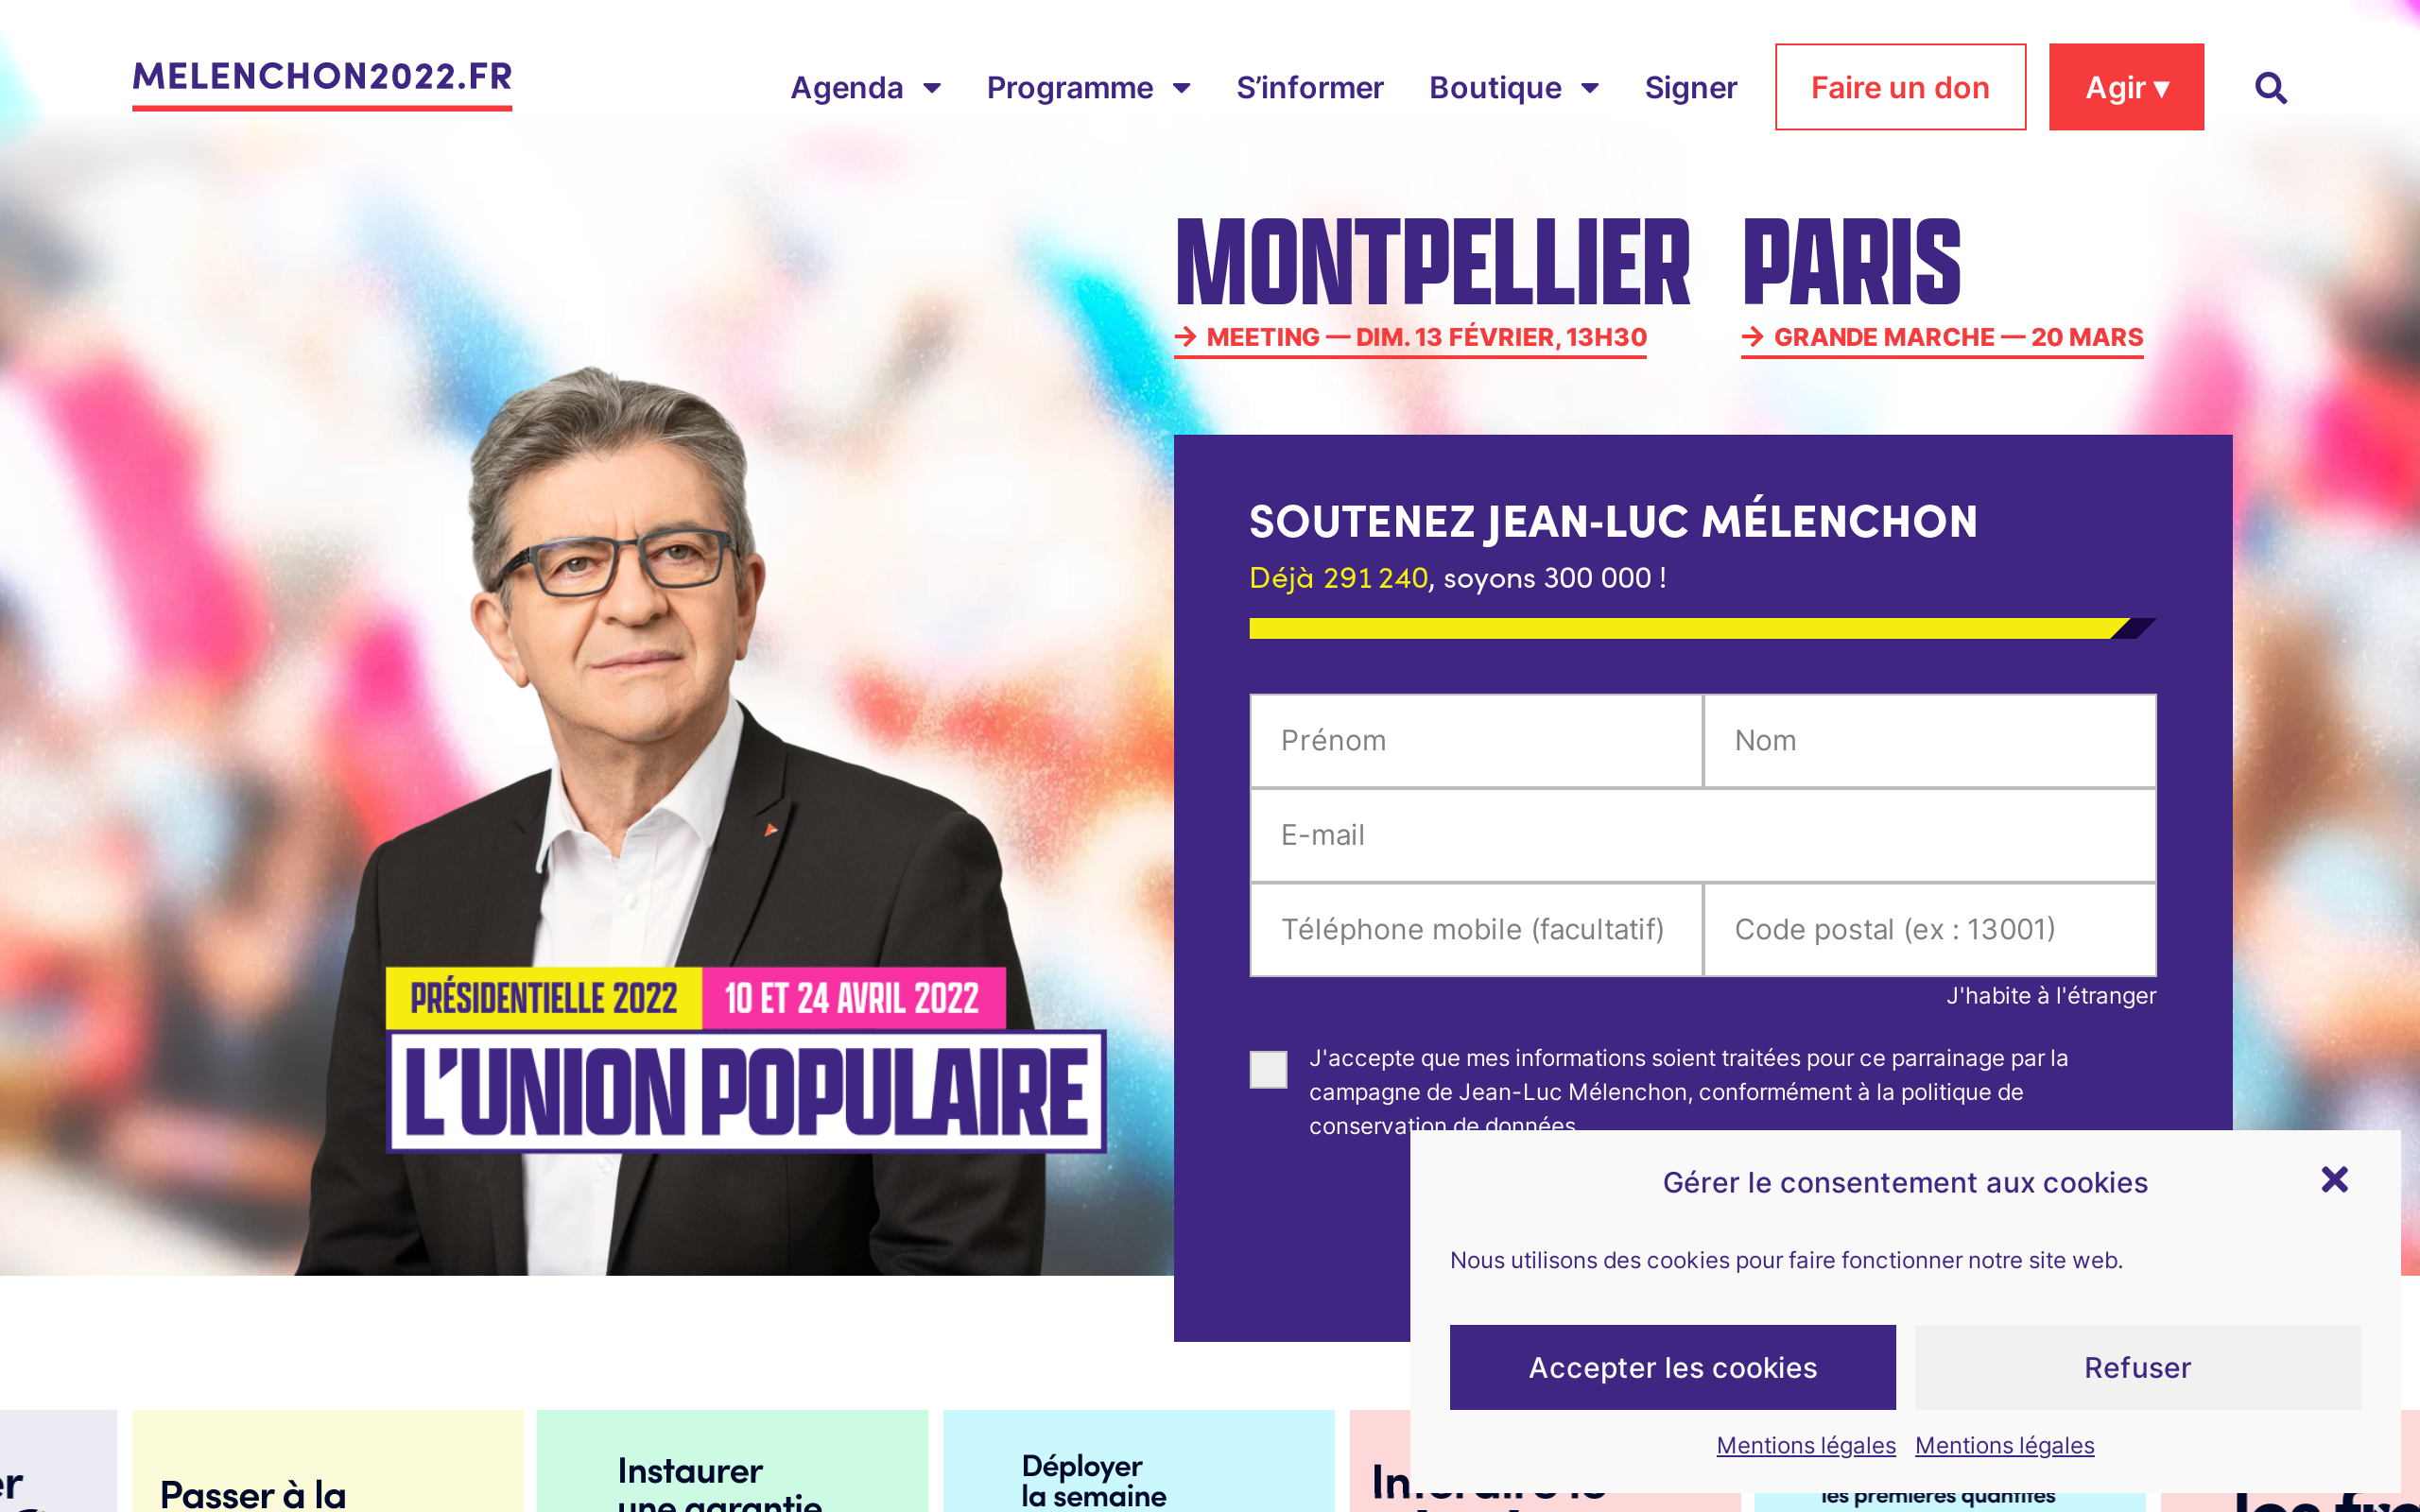 MELENCHON2022.FR
Agenda Programme S’informer Boutique Signer Faire un don Agir ▾
MONTPELLIER PARIS
→ MEETING — DIM. 13 FÉVRIER, 13H30 → GRANDE MARCHE — 20 MARS
SOUTENEZ JEAN-LUC MÉLENCHON
Déjà 291 240, soyons 300 000 !
Prénom Nom
E-mail
Téléphone mobile (facultatif) Code postal (ex : 13001)
J'habite à l'étranger
J'accepte que mes informations soient traitées pour ce parrainage par la
campagne de Jean-Luc Mélenchon, conformément à la politique de
conservation de données
PRÉSIDENTIELLE 2022 10 ET 24 AVRIL 2022
L’UNION POPULAIRE
Gérer le consentement aux cookies
Nous utilisons des cookies pour faire fonctionner notre site web.
Accepter les cookies Refuser
Mentions légales Mentions légales
Passer à la
Instaurer
une garantie
Déployer
la semaine
les premières quantités